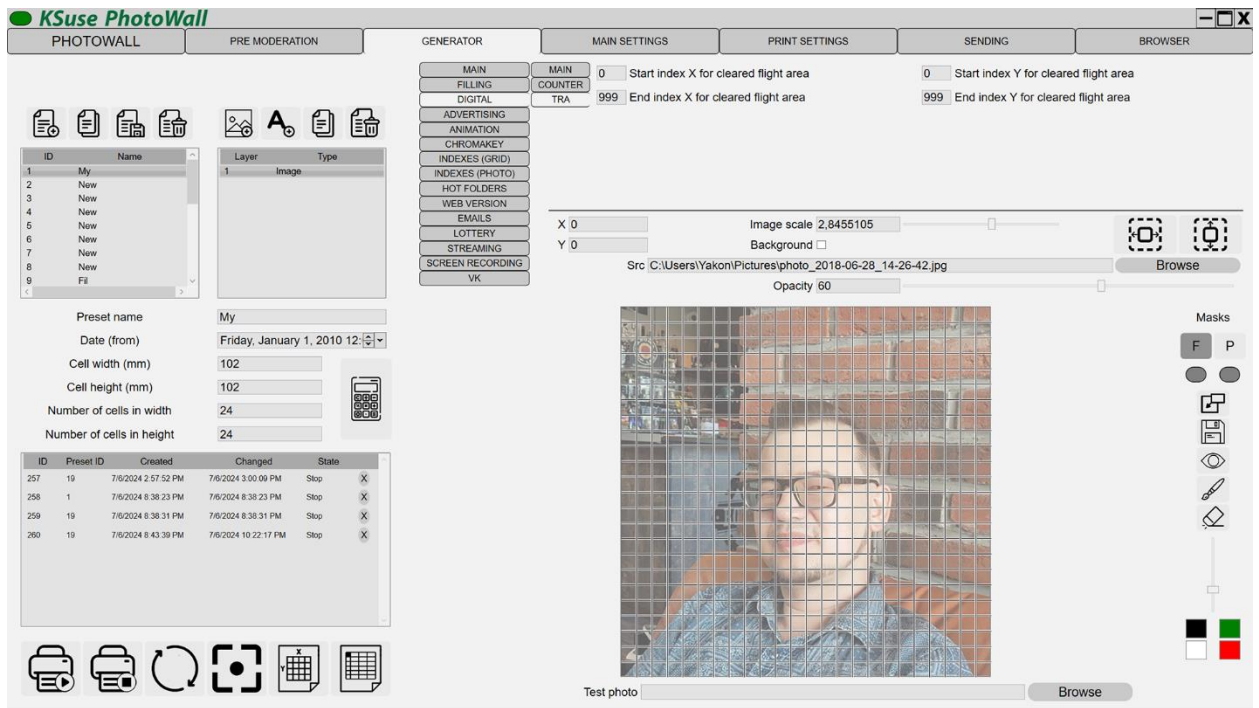 KSuse PhotoWall
PHOTOWALL PRE MODERATION GENERATOR MAIN SETTINGS PRINT SETTINGS SENDING BROWSER
ID Name
1 My
2 New
3 New
4 New
5 New
6 New
7 New
8 New
9 Fil
Layer Type
1 Image
Preset name My
Date (from) Friday, January 1, 2010 12:
Cell width (mm) 102
Cell height (mm) 102
Number of cells in width 24
Number of cells in height 24
ID Preset ID Created Changed State
257 19 7/6/2024 2:57:52 PM 7/6/2024 3:00:09 PM Stop X
258 1 7/6/2024 8:38:23 PM 7/6/2024 8:38:23 PM Stop X
259 19 7/6/2024 8:38:31 PM 7/6/2024 8:38:31 PM Stop X
260 19 7/6/2024 8:43:39 PM 7/6/2024 10:22:17 PM Stop X
MAIN
FILLING
DIGITAL
ADVERTISING
ANIMATION
CHROMAKEY
INDEXES (GRID)
INDEXES (PHOTO)
HOT FOLDERS
WEB VERSION
EMAILS
LOTTERY
STREAMING
SCREEN RECORDING
VK
MAIN
COUNTER
TRA
0 Start index X for cleared flight area 0 Start index Y for cleared flight area
999 End index X for cleared flight area 999 End index Y for cleared flight area
X 0 Image scale 2,8455105
Y 0 Background
Src C:\Users\Yakon\Pictures\photo_2018-06-28_14-26-42.jpg Browse
Opacity 60
Masks
F P
Test photo Browse